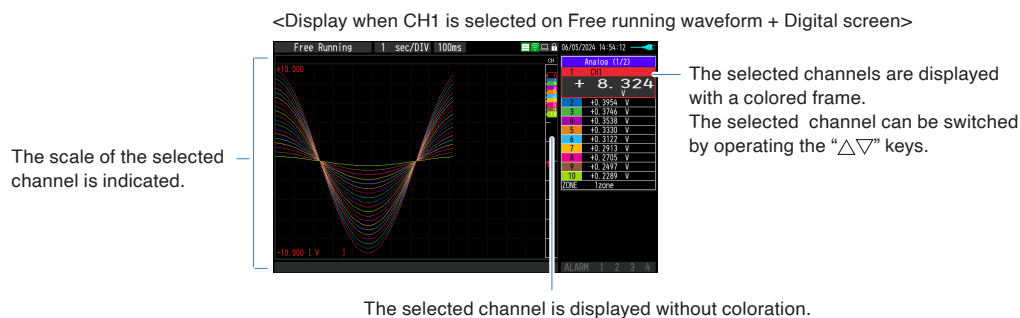 <Display when CH1 is selected on Free running waveform + Digital screen>
Free Running 1 sec/DIV 100ms 06/05/2024 14:54:12
CH Analog (1/2)
+10.000
1 CH1
+ 8.324
V
2 +0.3954 V
3 +0.3746 V
4 +0.3538 V
5 +0.3330 V
6 +0.3122 V
7 +0.2913 V
8 +0.2705 V
9 +0.2497 V
10 +0.2289 V
ZONE 1zone
-10.000 [ V ]
ALARM 1 2 3 4
The scale of the selected
channel is indicated.
The selected channels are displayed
with a colored frame.
The selected channel can be switched
by operating the “△▽” keys.
The selected channel is displayed without coloration.